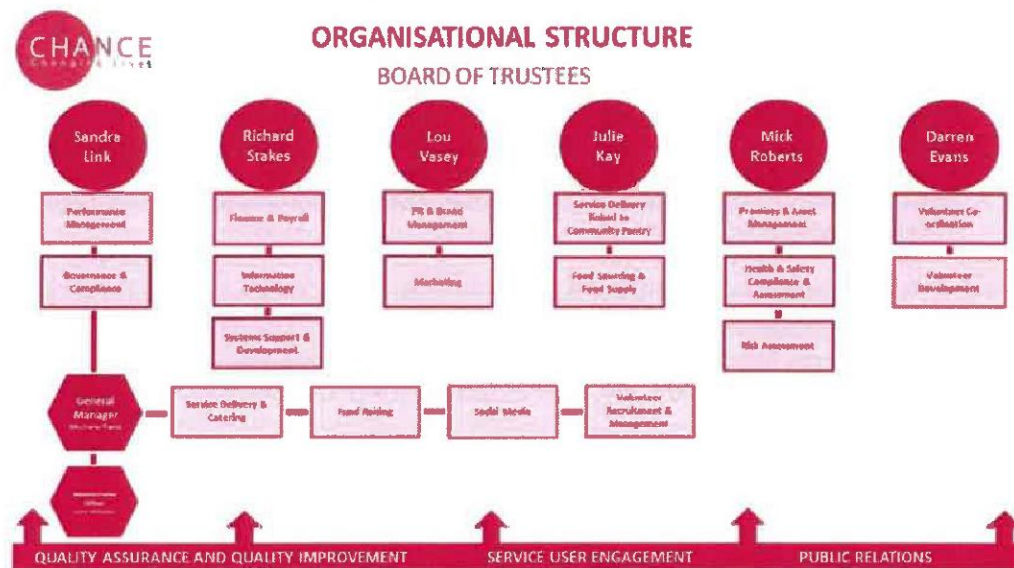 CHANCE
Changing Lives
ORGANISATIONAL STRUCTURE
BOARD OF TRUSTEES
Sandra
Link
Richard
Stakes
Lou
Vasey
Julie
Kay
Mick
Roberts
Darren
Evans
Performance
Management
Finance & Payroll
PR & Brand
Management
Service Delivery
linked to
Community Pantry
Premises & Asset
Management
Volunteer Co-
ordination
Governance &
Compliance
Information
Technology
Marketing
Food Sourcing &
Food Supply
Health & Safety
Compliance &
Assessment
Volunteer
Development
Systems Support &
Development
Risk Assessment
General
Manager
Service Delivery &
Catering
Fund Raising
Social Media
Volunteer
Recruitment &
Management
QUALITY ASSURANCE AND QUALITY IMPROVEMENT
SERVICE USER ENGAGEMENT
PUBLIC RELATIONS